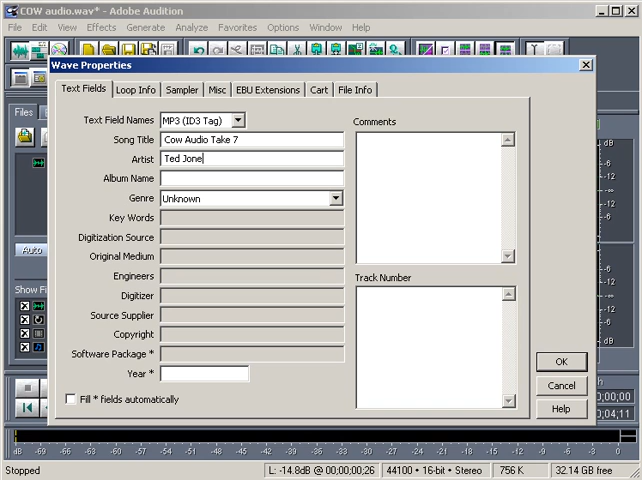 COW audio.wav* - Adobe Audition
File Edit View Effects Generate Analyze Favorites Options Window Help
Wave Properties
Text Fields Loop Info Sampler Misc EBU Extensions Cart File Info
Files
Text Field Names MP3 (ID3 Tag)
Comments
Song Title Cow Audio Take 7
Artist Ted Jone
Album Name
Genre Unknown
Key Words
Digitization Source
Original Medium
Track Number
Engineers
Digitizer
Source Supplier
Copyright
Software Package *
Year *
Fill * fields automatically
OK
Cancel
Help
Auto
Show Fi
dB
-6
-12
-12
-6
dB
-6
-12
-12
-6
0;00;00
0;04;11
dB -69 -66 -63 -60 -57 -54 -51 -48 -45 -42 -39 -36 -33 -30 -27 -24 -21 -18 -15 -12 -9 -6 -3 0
Stopped
L: -14.8dB @ 00;00;00;26
44100 • 16-bit • Stereo
756 K
32.14 GB free